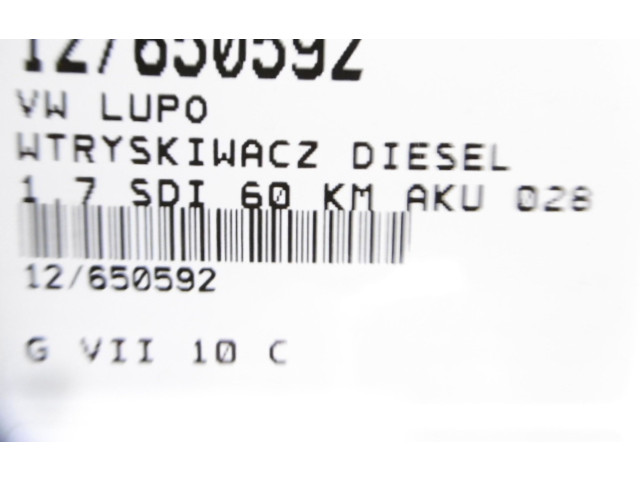 12/650592
VW LUPO
WTRYSKIWACZ DIESEL
1.7 SDI 60 KM AKU 028
12/650592
G VII 10 C